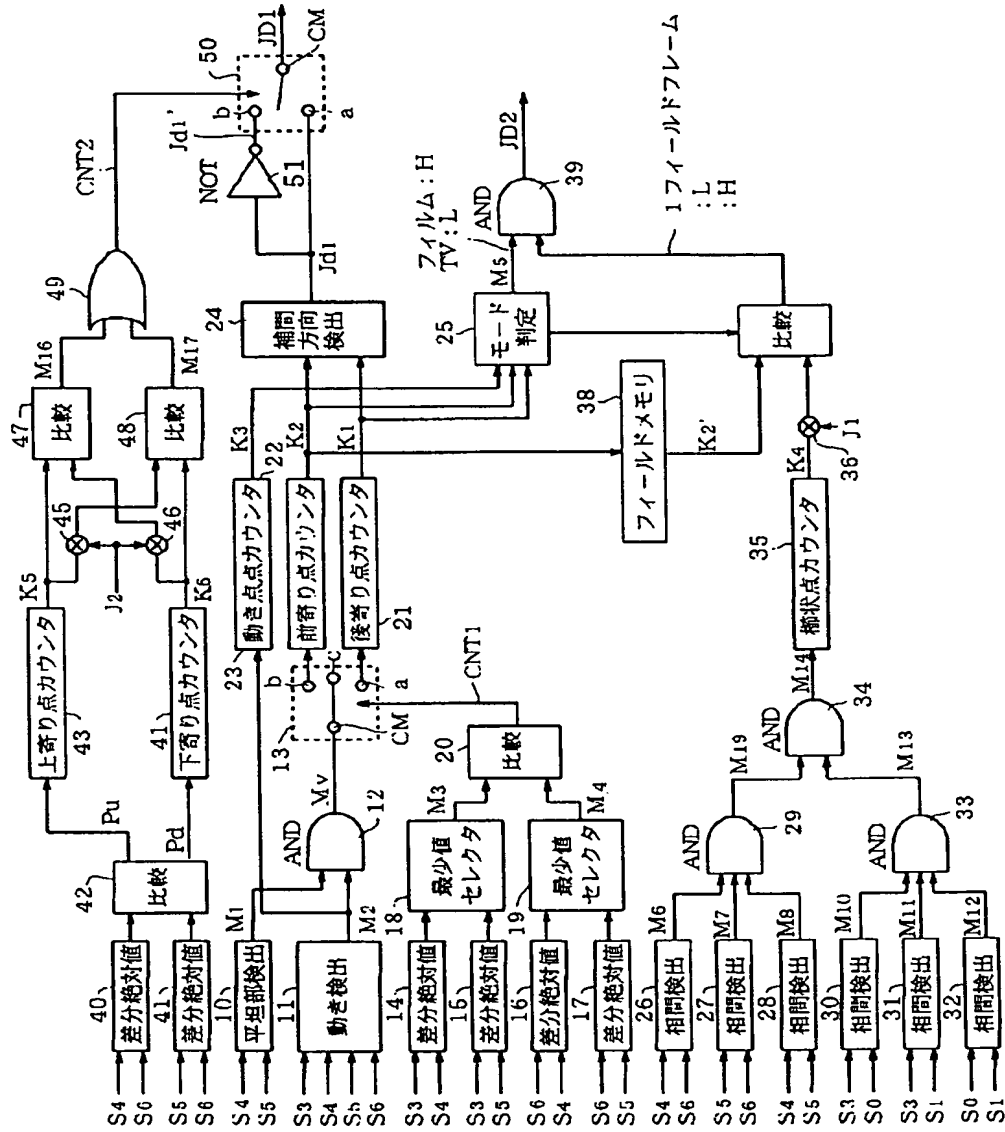 S4
S6
40
差分絶対値
S5
S6
41
差分絶対値
42
比較
Pu
Pd
43
上寄り点カウンタ
41
下寄り点カウンタ
K5
K6
J2
45
46
47
比較
48
比較
M16
M17
49
CNT2
NOT
51
Jd1'
Jd1
50
b
a
CM
JD1
S4
S5
10
平坦部検出
M1
S3
S4
S5
S6
11
動き検出
M2
AND
12
Mv
13
b
c
a
CM
CNT1
23
動き点点カウンタ
22
前寄り点カウンタ
後寄り点カウンタ
21
K3
K2
K1
24
補間
方向
検出
25
モード
判定
フィルム:H
TV:L
M5
AND
39
JD2
1フィールドフレーム
:L
:H
S3
S4
14
差分絶対値
S3
S5
15
差分絶対値
S6
S4
16
差分絶対値
S6
S5
17
差分絶対値
18
最少値
セレクタ
19
最少値
セレクタ
M3
M4
20
比較
38
フィールドメモリ
K2'
比較
S4
S6
26
相関検出
M6
S5
S6
27
相関検出
M7
S4
S5
28
相関検出
M8
S3
S0
30
相関検出
M10
S3
S1
31
相関検出
M11
S0
S1
32
相関検出
M12
AND
29
M19
AND
33
M13
AND
34
M14
35
櫛状点カウンタ
K4
36
J1